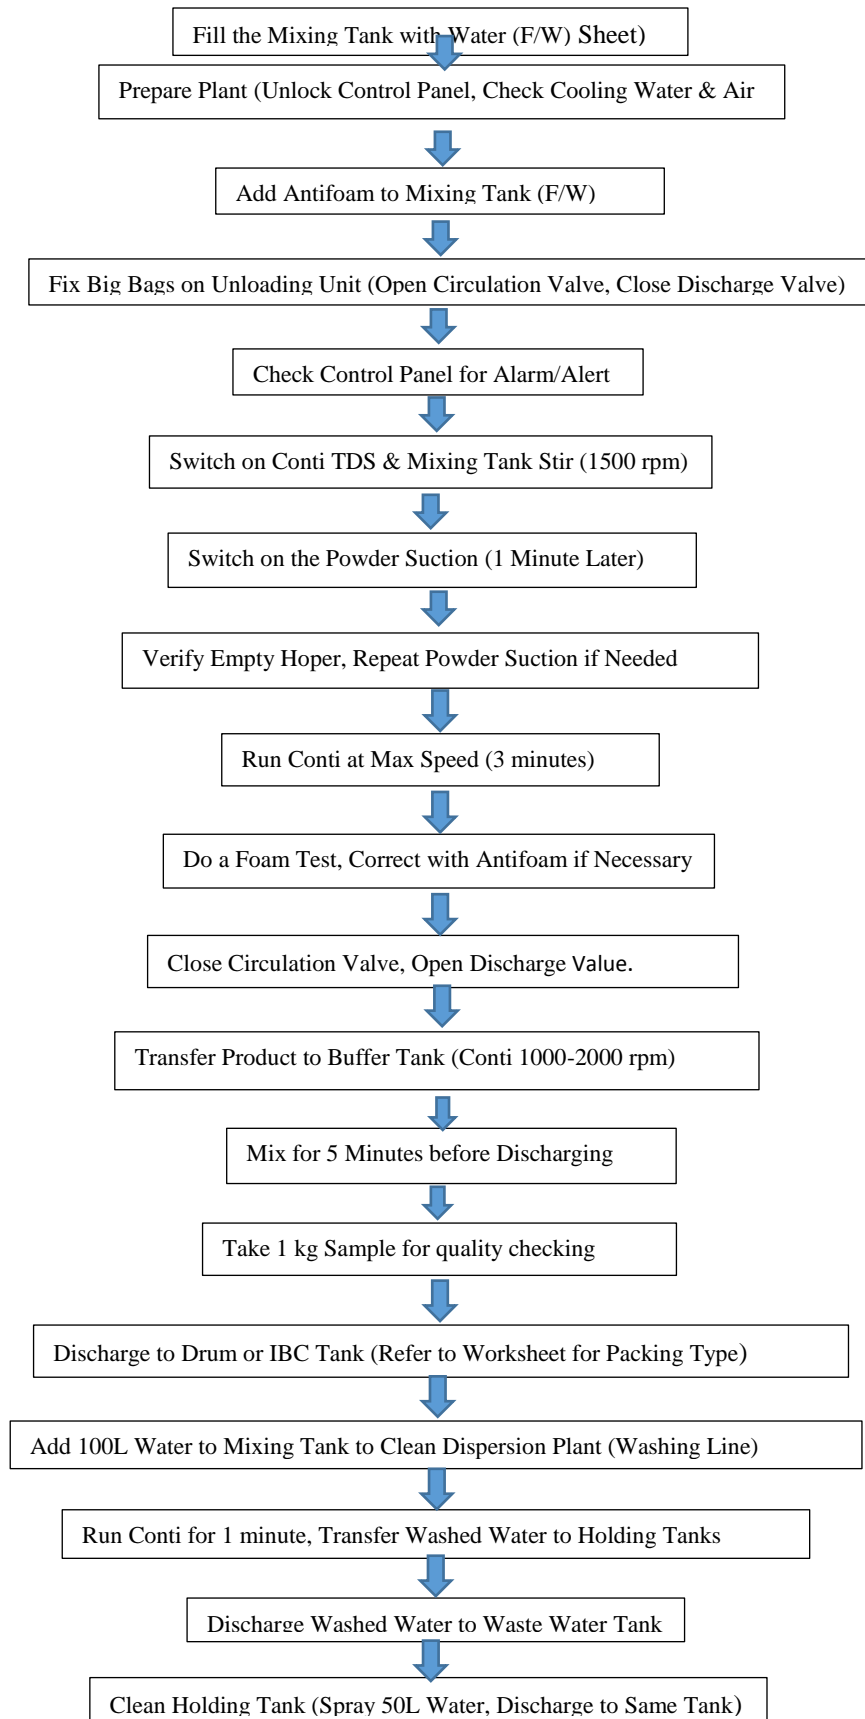 Fill the Mixing Tank with Water (F/W) Sheet)
Prepare Plant (Unlock Control Panel, Check Cooling Water & Air
Add Antifoam to Mixing Tank (F/W)
Fix Big Bags on Unloading Unit (Open Circulation Valve, Close Discharge Valve)
Check Control Panel for Alarm/Alert
Switch on Conti TDS & Mixing Tank Stir (1500 rpm)
Switch on the Powder Suction (1 Minute Later)
Verify Empty Hoper, Repeat Powder Suction if Needed
Run Conti at Max Speed (3 minutes)
Do a Foam Test, Correct with Antifoam if Necessary
Close Circulation Valve, Open Discharge Value.
Transfer Product to Buffer Tank (Conti 1000-2000 rpm)
Mix for 5 Minutes before Discharging
Take 1 kg Sample for quality checking
Discharge to Drum or IBC Tank (Refer to Worksheet for Packing Type)
Add 100L Water to Mixing Tank to Clean Dispersion Plant (Washing Line)
Run Conti for 1 minute, Transfer Washed Water to Holding Tanks
Discharge Washed Water to Waste Water Tank
Clean Holding Tank (Spray 50L Water, Discharge to Same Tank)